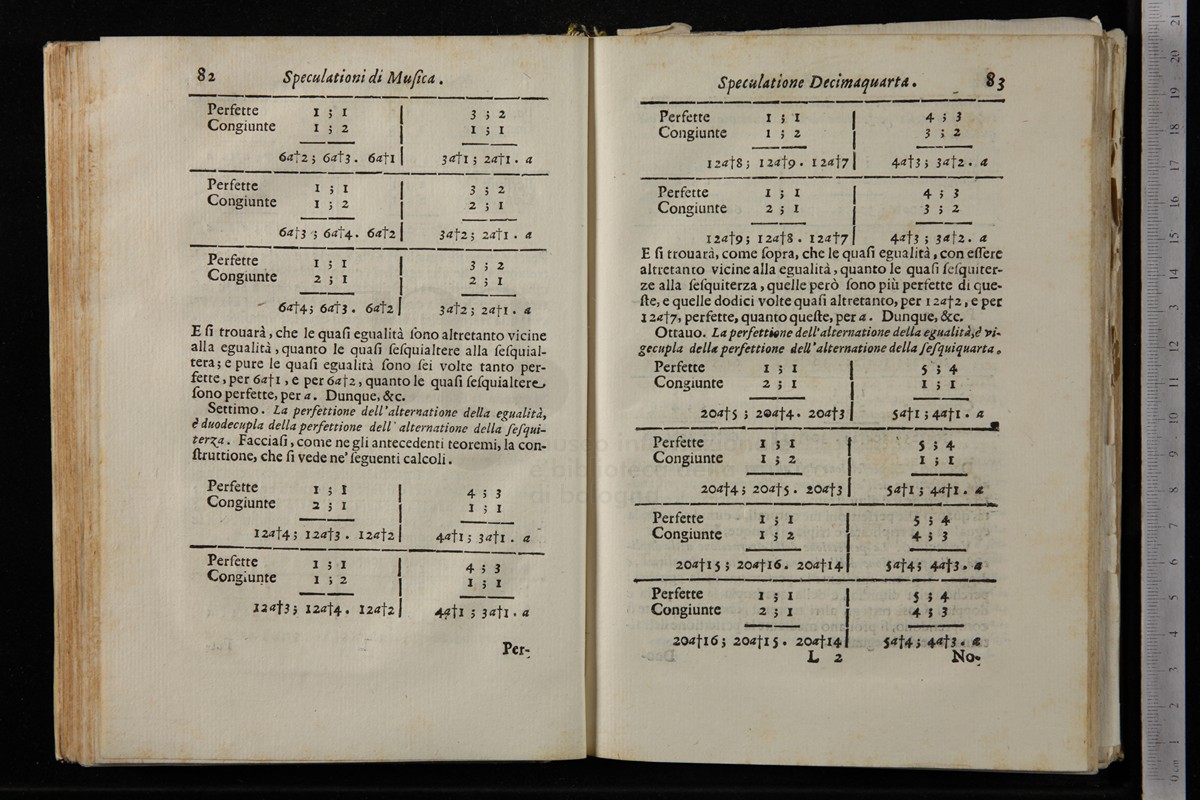 82 Speculationi di Musica.
Perfette 1 ; 1 | 3 ; 2
Congiunte 1 ; 2 | 1 ; 1
6a†2 ; 6a†3 . 6a†1 | 3a†1 ; 2a†1 . a
Perfette 1 ; 1 | 3 ; 2
Congiunte 1 ; 2 | 2 ; 1
6a†3 ; 6a†4 . 6a†2 | 3a†2 ; 2a†1 . a
Perfette 1 ; 1 | 3 ; 2
Congiunte 2 ; 1 | 2 ; 1
6a†4 ; 6a†3 . 6a†2 | 3a†2 ; 2a†1 . a
E ſi trouarà, che le quaſi egualità ſono altretanto vicine
alla egualità, quanto le quaſi ſeſquialtere alla ſeſquial-
tera; e pure le quaſi egualità ſono ſei volte tanto per-
fette, per 6a†1, e per 6a†2, quanto le quaſi ſeſquialtere
ſono perfette, per a. Dunque, &c.
Settimo. La perfettione dell'alternatione della egualità,
è duodecupla della perfettione dell' alternatione della ſeſqui-
terza. Facciaſi, come ne gli antecedenti teoremi, la con-
ſtruttione, che ſi vede ne' ſeguenti calcoli.
Perfette 1 ; 1 | 4 ; 3
Congiunte 2 ; 1 | 1 ; 1
12a†4 ; 12a†3 . 12a†2 | 4a†1 ; 3a†1 . a
Perfette 1 ; 1 | 4 ; 3
Congiunte 1 ; 2 | 1 ; 1
12a†3 ; 12a†4 . 12a†2 | 4a†1 ; 3a†1 . a
Per-
Speculatione Decimaquarta. 83
Perfette 1 ; 1 | 4 ; 3
Congiunte 1 ; 2 | 3 ; 2
12a†8 ; 12a†9 . 12a†7 | 4a†3 ; 3a†2 . a
Perfette 1 ; 1 | 4 ; 3
Congiunte 2 ; 1 | 3 ; 2
12a†9 ; 12a†8 . 12a†7 | 4a†3 ; 3a†2 . a
E ſi trouarà, come ſopra, che le quaſi egualità, con eſſere
altretanto vicine alla egualità, quanto le quaſi ſeſquiter-
ze alla ſeſquiterza, quelle però ſono più perfette di que-
ſte, e quelle dodici volte quaſi altretanto, per 12a†2, e per
12a†7, perfette, quanto queſte, per a. Dunque, &c.
Ottauo. La perfettione dell'alternatione della egualità, è vi-
gecupla della perfettione dell'alternatione della ſeſquiquarta.
Perfette 1 ; 1 | 5 ; 4
Congiunte 2 ; 1 | 1 ; 1
20a†5 ; 20a†4 . 20a†3 | 5a†1 ; 4a†1 . a
Perfette 1 ; 1 | 5 ; 4
Congiunte 1 ; 2 | 1 ; 1
20a†4 ; 20a†5 . 20a†3 | 5a†1 ; 4a†1 . a
Perfette 1 ; 1 | 5 ; 4
Congiunte 1 ; 2 | 4 ; 3
20a†15 ; 20a†16 . 20a†14 | 5a†4 ; 4a†3 . a
Perfette 1 ; 1 | 5 ; 4
Congiunte 2 ; 1 | 4 ; 3
20a†16 ; 20a†15 . 20a†14 | 5a†4 ; 4a†3 . a
L 2 No-